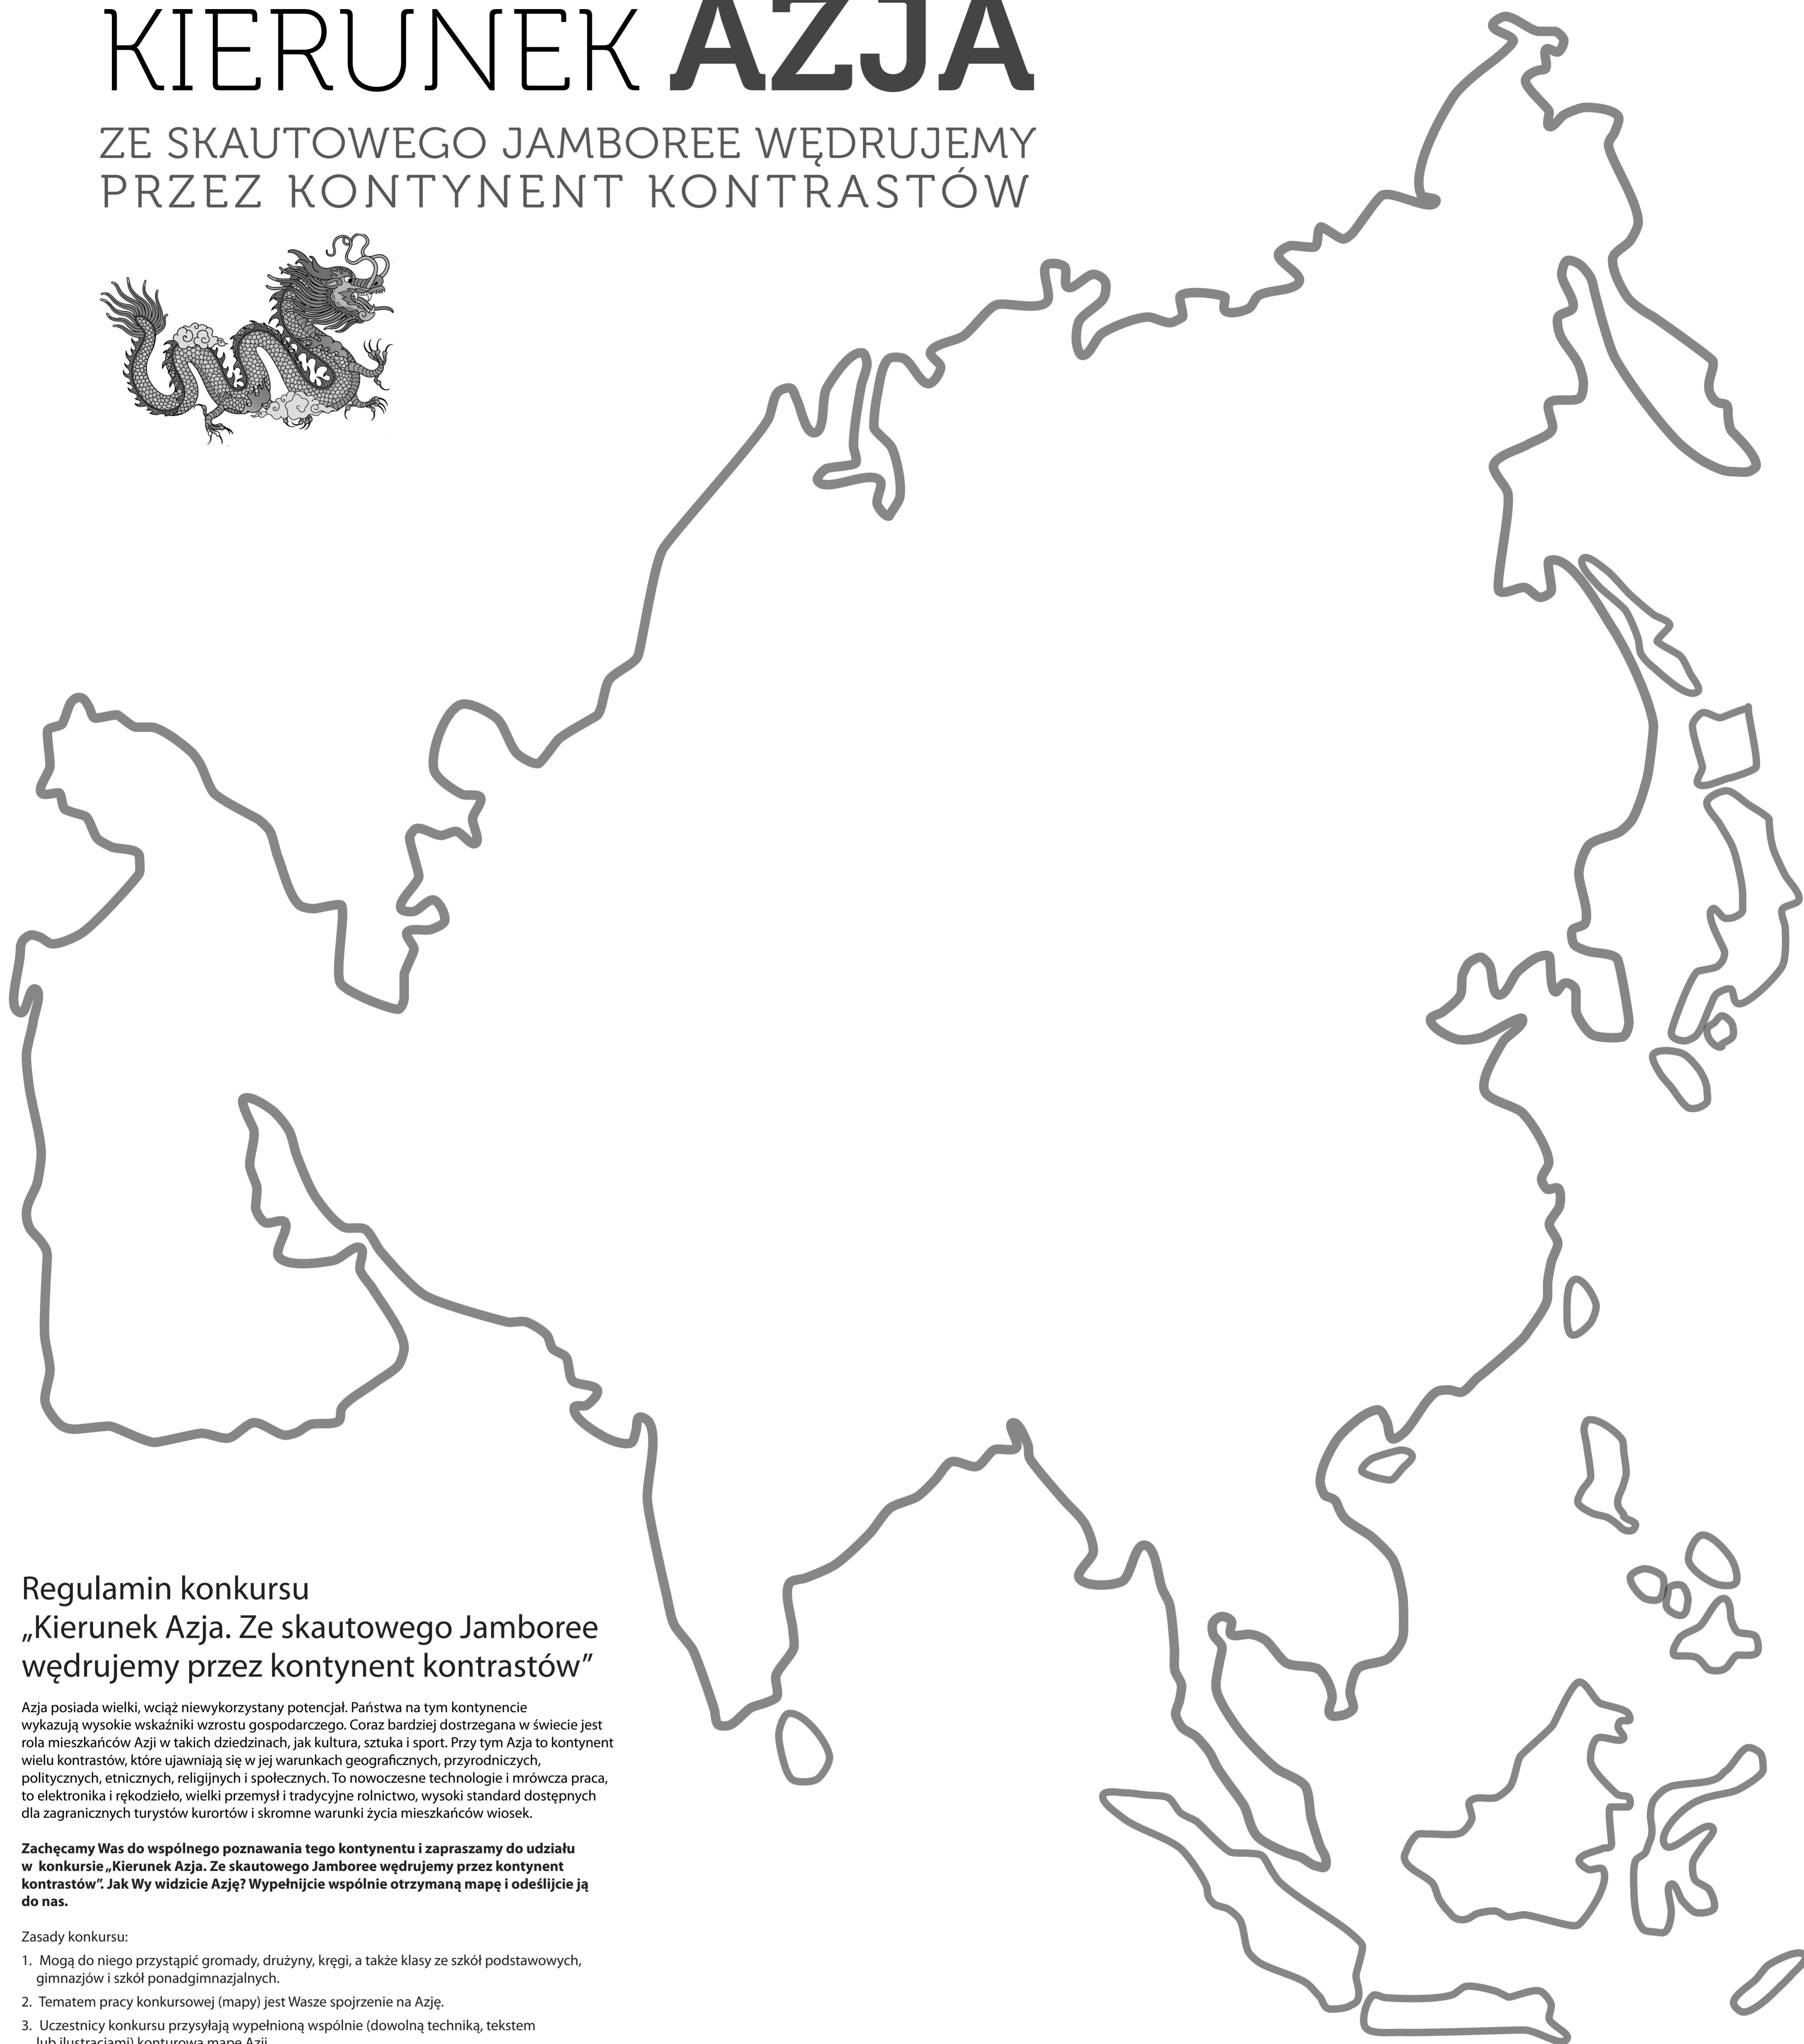 KIERUNEK AZJA
ZE SKAUTOWEGO JAMBOREE WĘDRUJEMY
PRZEZ KONTYNENT KONTRASTÓW
Regulamin konkursu
„Kierunek Azja. Ze skautowego Jamboree
wędrujemy przez kontynent kontrastów”
Azja posiada wielki, wciąż niewykorzystany potencjał. Państwa na tym kontynencie
wykazują wysokie wskaźniki wzrostu gospodarczego. Coraz bardziej dostrzegana w świecie jest
rola mieszkańców Azji w takich dziedzinach, jak kultura, sztuka i sport. Przy tym Azja to kontynent
wielu kontrastów, które ujawniają się w jej warunkach geograficznych, przyrodniczych,
politycznych, etnicznych, religijnych i społecznych. To nowoczesne technologie i mrówcza praca,
to elektronika i rękodzieło, wielki przemysł i tradycyjne rolnictwo, wysoki standard dostępnych
dla zagranicznych turystów kurortów i skromne warunki życia mieszkańców wiosek.
Zachęcamy Was do wspólnego poznawania tego kontynentu i zapraszamy do udziału
w konkursie „Kierunek Azja. Ze skautowego Jamboree wędrujemy przez kontynent
kontrastów”. Jak Wy widzicie Azję? Wypełnijcie wspólnie otrzymaną mapę i odeślijcie ją
do nas.
Zasady konkursu:
1. Mogą do niego przystąpić gromady, drużyny, kręgi, a także klasy ze szkół podstawowych,
gimnazjów i szkół ponadgimnazjalnych.
2. Tematem pracy konkursowej (mapy) jest Wasze spojrzenie na Azję.
3. Uczestnicy konkursu przysyłają wypełnioną wspólnie (dowolną techniką, tekstem
lub ilustracjami) konturową mapę Azji